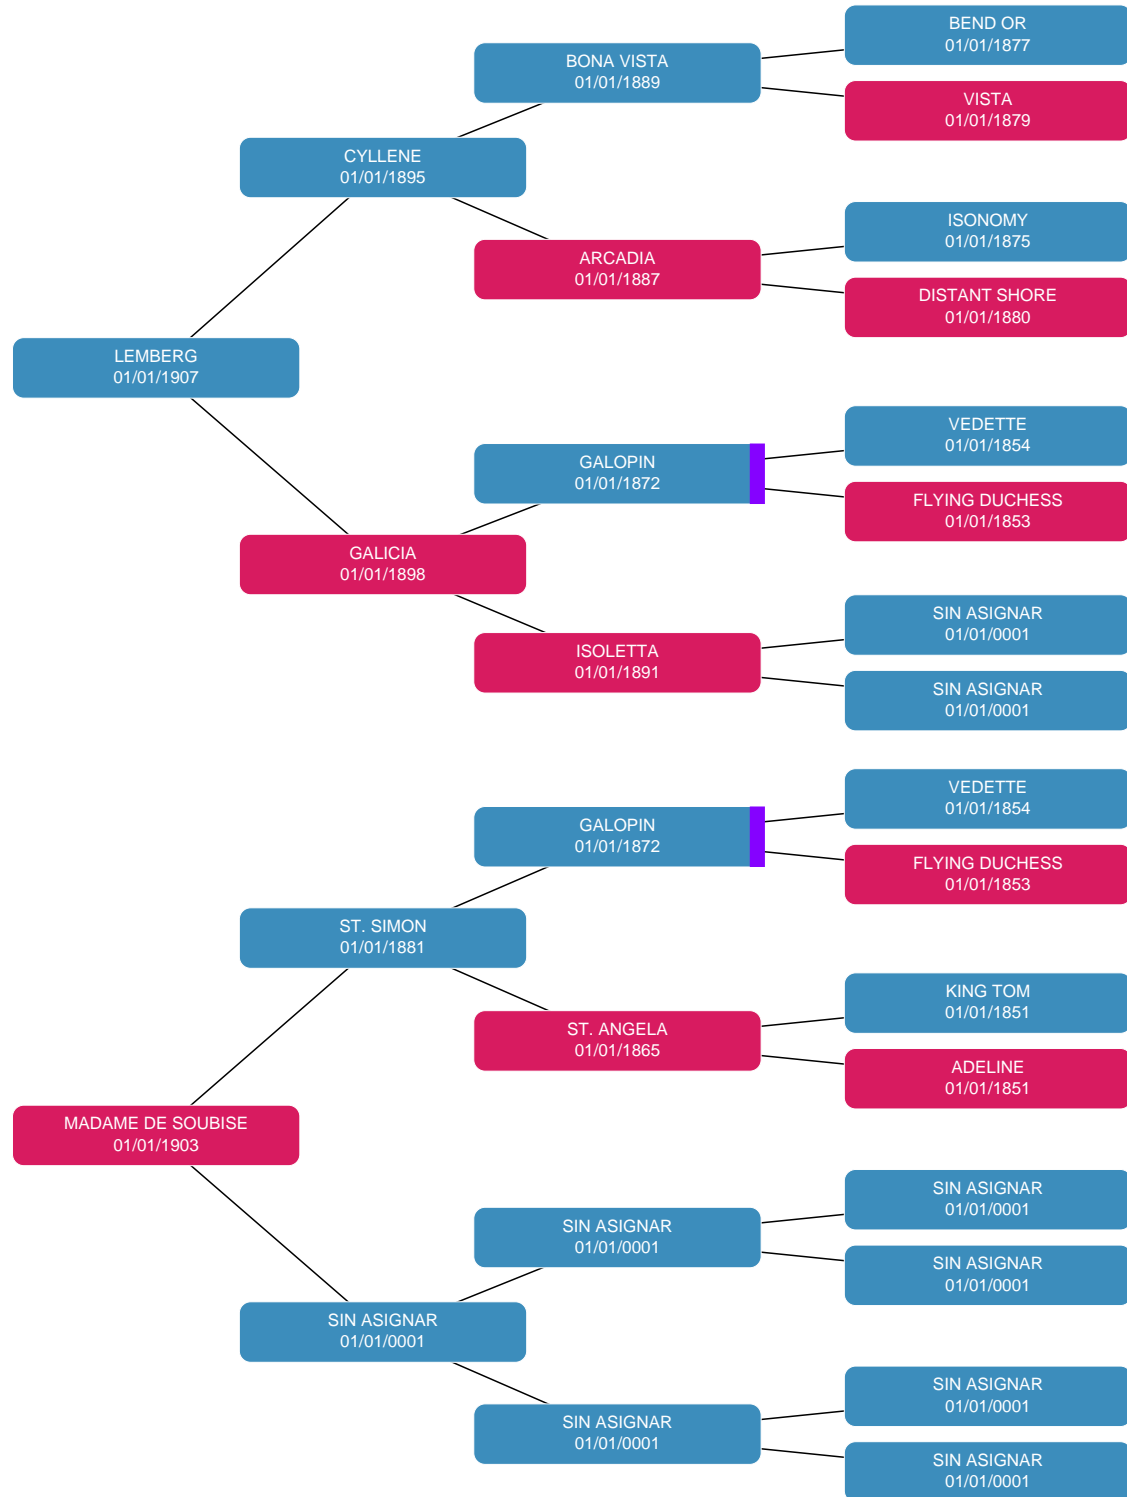 BEND OR
01/01/1877
BONA VISTA
01/01/1889
VISTA
01/01/1879
CYLLENE
01/01/1895
ISONOMY
01/01/1875
ARCADIA
01/01/1887
DISTANT SHORE
01/01/1880
LEMBERG
01/01/1907
VEDETTE
01/01/1854
GALOPIN
01/01/1872
FLYING DUCHESS
01/01/1853
GALICIA
01/01/1898
SIN ASIGNAR
01/01/0001
ISOLETTA
01/01/1891
SIN ASIGNAR
01/01/0001
VEDETTE
01/01/1854
GALOPIN
01/01/1872
FLYING DUCHESS
01/01/1853
ST. SIMON
01/01/1881
KING TOM
01/01/1851
ST. ANGELA
01/01/1865
ADELINE
01/01/1851
MADAME DE SOUBISE
01/01/1903
SIN ASIGNAR
01/01/0001
SIN ASIGNAR
01/01/0001
SIN ASIGNAR
01/01/0001
SIN ASIGNAR
01/01/0001
SIN ASIGNAR
01/01/0001
SIN ASIGNAR
01/01/0001
SIN ASIGNAR
01/01/0001